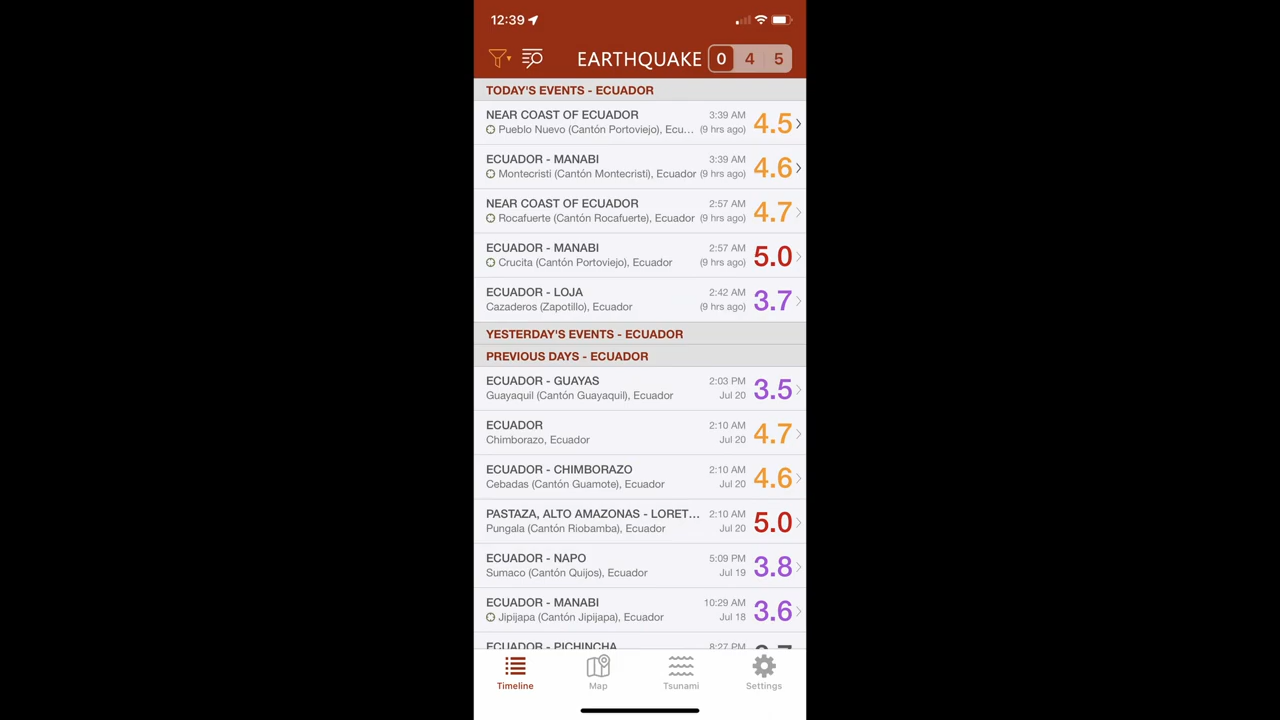 12:39
EARTHQUAKE 0 4 5
TODAY'S EVENTS - ECUADOR
NEAR COAST OF ECUADOR 3:39 AM 4.5
Pueblo Nuevo (Cantón Portoviejo), Ecu... (9 hrs ago)
ECUADOR - MANABI 3:39 AM 4.6
Montecristi (Cantón Montecristi), Ecuador (9 hrs ago)
NEAR COAST OF ECUADOR 2:57 AM 4.7
Rocafuerte (Cantón Rocafuerte), Ecuador (9 hrs ago)
ECUADOR - MANABI 2:57 AM 5.0
Crucita (Cantón Portoviejo), Ecuador (9 hrs ago)
ECUADOR - LOJA 2:42 AM 3.7
Cazaderos (Zapotillo), Ecuador (9 hrs ago)
YESTERDAY'S EVENTS - ECUADOR
PREVIOUS DAYS - ECUADOR
ECUADOR - GUAYAS 2:03 PM 3.5
Guayaquil (Cantón Guayaquil), Ecuador Jul 20
ECUADOR 2:10 AM 4.7
Chimborazo, Ecuador Jul 20
ECUADOR - CHIMBORAZO 2:10 AM 4.6
Cebadas (Cantón Guamote), Ecuador Jul 20
PASTAZA, ALTO AMAZONAS - LORET... 2:10 AM 5.0
Pungala (Cantón Riobamba), Ecuador Jul 20
ECUADOR - NAPO 5:09 PM 3.8
Sumaco (Cantón Quijos), Ecuador Jul 19
ECUADOR - MANABI 10:29 AM 3.6
Jipijapa (Cantón Jipijapa), Ecuador Jul 18
ECUADOR - PICHINCHA 8:27 PM
Timeline Map Tsunami Settings